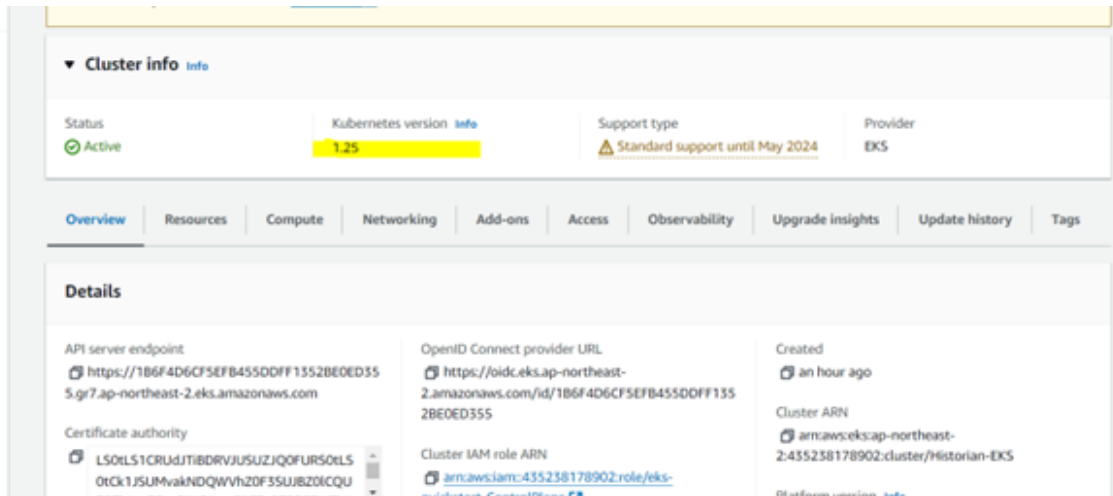 Cluster info Info
Status
Active
Kubernetes version Info
1.25
Support type
Standard support until May 2024
Provider
EKS
Overview Resources Compute Networking Add-ons Access Observability Upgrade insights Update history Tags
Details
API server endpoint
https://1B6F4D6CF5EFB455DDFF1352BE0ED35
5.gr7.ap-northeast-2.eks.amazonaws.com
Certificate authority
OpenID Connect provider URL
https://oidc.eks.ap-northeast-
2.amazonaws.com/id/1B6F4D6CF5EFB455DDFF135
2BE0ED355
Cluster IAM role ARN
arn:aws:iam::435238178902:role/eks-
Created
an hour ago
Cluster ARN
arn:aws:eks:ap-northeast-
2:435238178902:cluster/Historian-EKS
Platform version Info